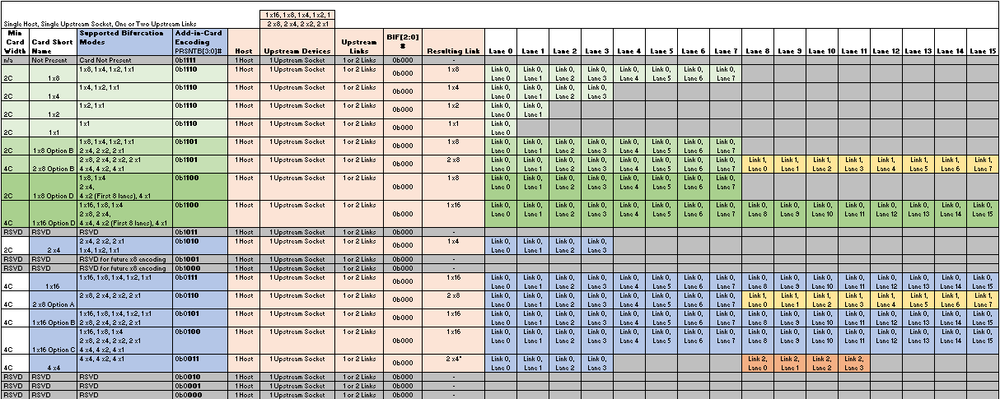 1 x16, 1 x8, 1 x4, 1 x2, 1
Single Host, Single Upstream Socket, One or Two Upstream Links 2 x8, 2 x4, 2 x2, 2 x1
Min Card Width Card Short Name Supported Bifurcation Modes Add-in-Card Encoding PRSNTB[3:0]# Host Upstream Devices Upstream Links BIF[2:0]# Resulting Link Lane 0 Lane 1 Lane 2 Lane 3 Lane 4 Lane 5 Lane 6 Lane 7 Lane 8 Lane 9 Lane 10 Lane 11 Lane 12 Lane 13 Lane 14 Lane 15
n/a Not Present Card Not Present 0b1111 1 Host 1 Upstream Socket 1 or 2 Links 0b000 -
2C 1 x8 1 x8, 1 x4, 1 x2, 1 x1 0b1110 1 Host 1 Upstream Socket 1 or 2 Links 0b000 1 x8 Link 0, Lane 0 Link 0, Lane 1 Link 0, Lane 2 Link 0, Lane 3 Link 0, Lane 4 Link 0, Lane 5 Link 0, Lane 6 Link 0, Lane 7
2C 1 x4 1 x4, 1 x2, 1 x1 0b1110 1 Host 1 Upstream Socket 1 or 2 Links 0b000 1 x4 Link 0, Lane 0 Link 0, Lane 1 Link 0, Lane 2 Link 0, Lane 3
2C 1 x2 1 x2, 1 x1 0b1110 1 Host 1 Upstream Socket 1 or 2 Links 0b000 1 x2 Link 0, Lane 0 Link 0, Lane 1
2C 1 x1 1 x1 0b1110 1 Host 1 Upstream Socket 1 or 2 Links 0b000 1 x1 Link 0, Lane 0
2C 1 x8 Option B 1 x8, 1 x4, 1 x2, 1 x1 2 x4, 2 x2, 2 x1 0b1101 1 Host 1 Upstream Socket 1 or 2 Links 0b000 1 x8 Link 0, Lane 0 Link 0, Lane 1 Link 0, Lane 2 Link 0, Lane 3 Link 0, Lane 4 Link 0, Lane 5 Link 0, Lane 6 Link 0, Lane 7
4C 2 x8 Option B 2 x8, 2 x4, 2 x2, 2 x1 4 x4, 4 x2, 4 x1 0b1101 1 Host 1 Upstream Socket 1 or 2 Links 0b000 2 x8 Link 0, Lane 0 Link 0, Lane 1 Link 0, Lane 2 Link 0, Lane 3 Link 0, Lane 4 Link 0, Lane 5 Link 0, Lane 6 Link 0, Lane 7 Link 1, Lane 0 Link 1, Lane 1 Link 1, Lane 2 Link 1, Lane 3 Link 1, Lane 4 Link 1, Lane 5 Link 1, Lane 6 Link 1, Lane 7
2C 1 x8 Option D 1 x8, 1 x4 2 x4, 4 x2 (First 8 lanes), 4 x1 0b1100 1 Host 1 Upstream Socket 1 or 2 Links 0b000 1 x8 Link 0, Lane 0 Link 0, Lane 1 Link 0, Lane 2 Link 0, Lane 3 Link 0, Lane 4 Link 0, Lane 5 Link 0, Lane 6 Link 0, Lane 7
4C 1 x16 Option D 1 x16, 1 x8, 1 x4 2 x8, 2 x4, 4 x4, 4 x2 (First 8 lanes), 4 x1 0b1100 1 Host 1 Upstream Socket 1 or 2 Links 0b000 1 x16 Link 0, Lane 0 Link 0, Lane 1 Link 0, Lane 2 Link 0, Lane 3 Link 0, Lane 4 Link 0, Lane 5 Link 0, Lane 6 Link 0, Lane 7 Link 0, Lane 8 Link 0, Lane 9 Link 0, Lane 10 Link 0, Lane 11 Link 0, Lane 12 Link 0, Lane 13 Link 0, Lane 14 Link 0, Lane 15
RSVD RSVD RSVD 0b1011 1 Host 1 Upstream Socket 1 or 2 Links 0b000 -
2C 2 x4 2 x4, 2 x2, 2 x1 1 x4, 1 x2, 1 x1 0b1010 1 Host 1 Upstream Socket 1 or 2 Links 0b000 1 x4 Link 0, Lane 0 Link 0, Lane 1 Link 0, Lane 2 Link 0, Lane 3
RSVD RSVD RSVD for future x8 encoding 0b1001 1 Host 1 Upstream Socket 1 or 2 Links 0b000 -
RSVD RSVD RSVD for future x8 encoding 0b1000 1 Host 1 Upstream Socket 1 or 2 Links 0b000 -
4C 1 x16 1 x16, 1 x8, 1 x4, 1 x2, 1 x1 0b0111 1 Host 1 Upstream Socket 1 or 2 Links 0b000 1 x16 Link 0, Lane 0 Link 0, Lane 1 Link 0, Lane 2 Link 0, Lane 3 Link 0, Lane 4 Link 0, Lane 5 Link 0, Lane 6 Link 0, Lane 7 Link 0, Lane 8 Link 0, Lane 9 Link 0, Lane 10 Link 0, Lane 11 Link 0, Lane 12 Link 0, Lane 13 Link 0, Lane 14 Link 0, Lane 15
4C 2 x8 Option A 2 x8, 2 x4, 2 x2, 2 x1 0b0110 1 Host 1 Upstream Socket 1 or 2 Links 0b000 2 x8 Link 0, Lane 0 Link 0, Lane 1 Link 0, Lane 2 Link 0, Lane 3 Link 0, Lane 4 Link 0, Lane 5 Link 0, Lane 6 Link 0, Lane 7 Link 1, Lane 0 Link 1, Lane 1 Link 1, Lane 2 Link 1, Lane 3 Link 1, Lane 4 Link 1, Lane 5 Link 1, Lane 6 Link 1, Lane 7
4C 1 x16 Option B 1 x16, 1 x8, 1 x4, 1 x2, 1 x1 2 x8, 2 x4, 2 x2, 2 x1 0b0101 1 Host 1 Upstream Socket 1 or 2 Links 0b000 1 x16 Link 0, Lane 0 Link 0, Lane 1 Link 0, Lane 2 Link 0, Lane 3 Link 0, Lane 4 Link 0, Lane 5 Link 0, Lane 6 Link 0, Lane 7 Link 0, Lane 8 Link 0, Lane 9 Link 0, Lane 10 Link 0, Lane 11 Link 0, Lane 12 Link 0, Lane 13 Link 0, Lane 14 Link 0, Lane 15
4C 1 x16 Option C 1 x16, 1 x8, 1 x4 2 x8, 2 x4, 2 x2, 2 x1 4 x4, 4 x2, 4 x1 0b0100 1 Host 1 Upstream Socket 1 or 2 Links 0b000 1 x16 Link 0, Lane 0 Link 0, Lane 1 Link 0, Lane 2 Link 0, Lane 3 Link 0, Lane 4 Link 0, Lane 5 Link 0, Lane 6 Link 0, Lane 7 Link 0, Lane 8 Link 0, Lane 9 Link 0, Lane 10 Link 0, Lane 11 Link 0, Lane 12 Link 0, Lane 13 Link 0, Lane 14 Link 0, Lane 15
4C 4 x4 4 x4, 4 x2, 4 x1 0b0011 1 Host 1 Upstream Socket 1 or 2 Links 0b000 2 x4* Link 0, Lane 0 Link 0, Lane 1 Link 0, Lane 2 Link 0, Lane 3 Link 2, Lane 0 Link 2, Lane 1 Link 2, Lane 2 Link 2, Lane 3
RSVD RSVD RSVD 0b0010 1 Host 1 Upstream Socket 1 or 2 Links 0b000 -
RSVD RSVD RSVD 0b0001 1 Host 1 Upstream Socket 1 or 2 Links 0b000 -
RSVD RSVD RSVD 0b0000 1 Host 1 Upstream Socket 1 or 2 Links 0b000 -